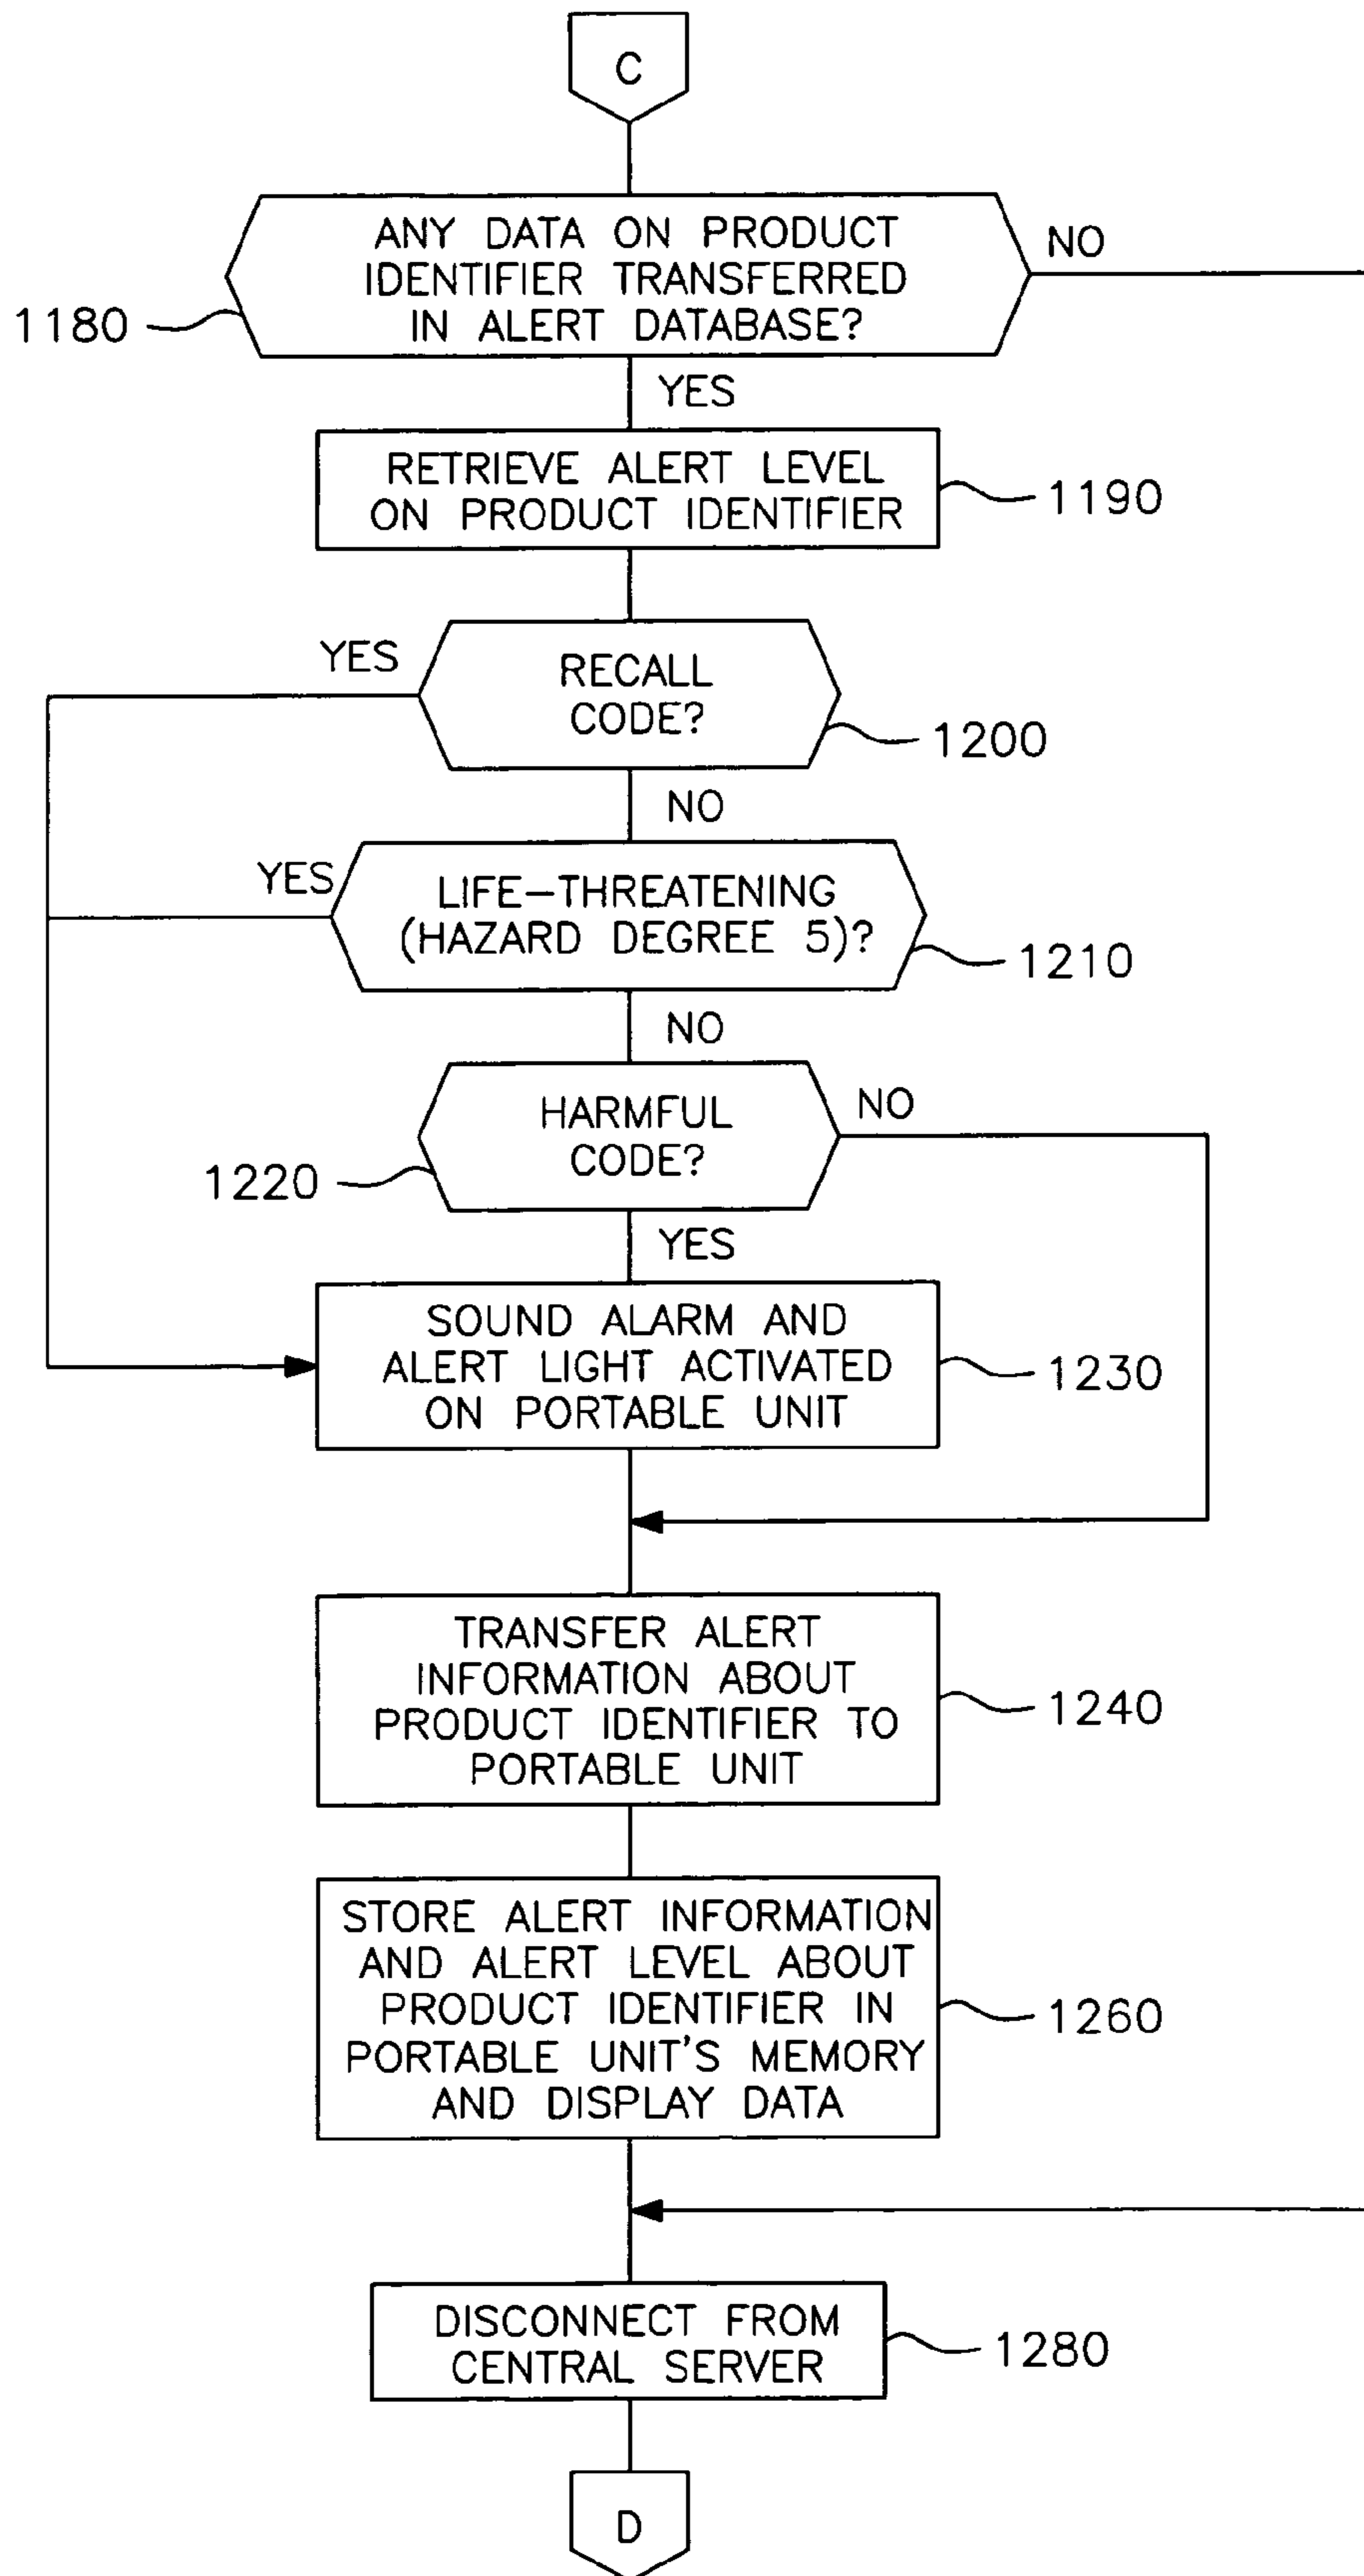 C
ANY DATA ON PRODUCT
IDENTIFIER TRANSFERRED
IN ALERT DATABASE?
NO
1180
YES
RETRIEVE ALERT LEVEL
ON PRODUCT IDENTIFIER
1190
YES
RECALL
CODE?
1200
NO
YES
LIFE-THREATENING
(HAZARD DEGREE 5)?
1210
NO
HARMFUL
CODE?
NO
1220
YES
SOUND ALARM AND
ALERT LIGHT ACTIVATED
ON PORTABLE UNIT
1230
TRANSFER ALERT
INFORMATION ABOUT
PRODUCT IDENTIFIER TO
PORTABLE UNIT
1240
STORE ALERT INFORMATION
AND ALERT LEVEL ABOUT
PRODUCT IDENTIFIER IN
PORTABLE UNIT'S MEMORY
AND DISPLAY DATA
1260
DISCONNECT FROM
CENTRAL SERVER
1280
D